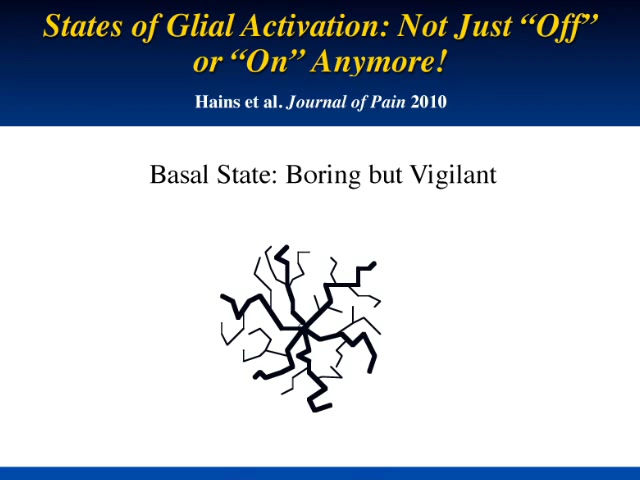 States of Glial Activation: Not Just “Off”
or “On” Anymore!
Hains et al. Journal of Pain 2010
Basal State: Boring but Vigilant